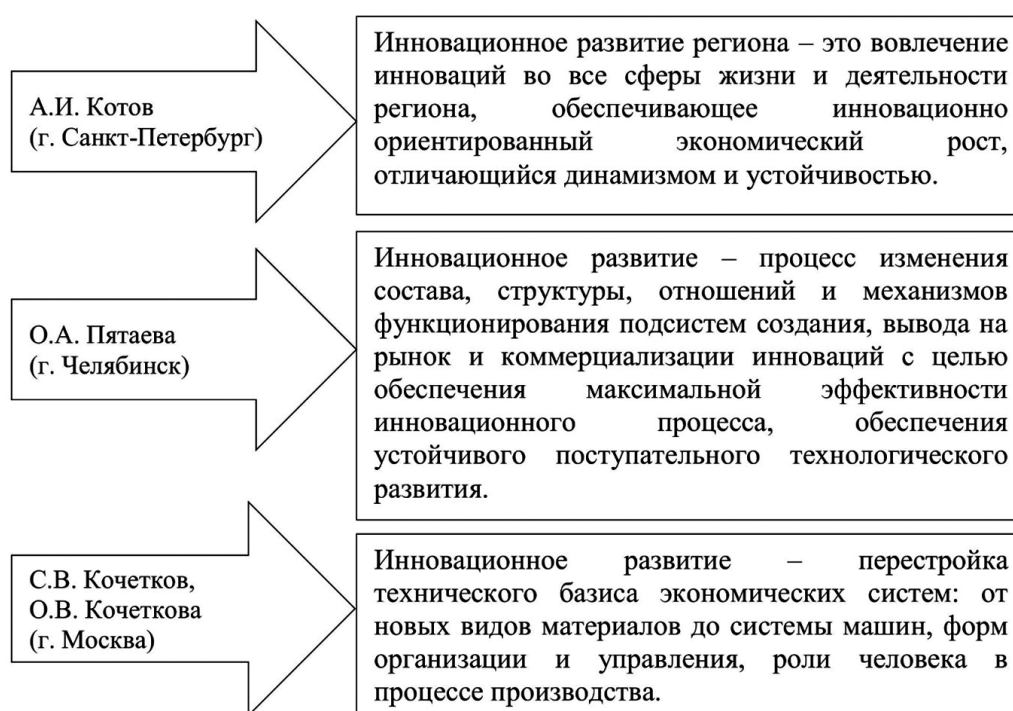 А.И. Котов
(г. Санкт-Петербург)
Инновационное развитие региона – это вовлечение
инноваций во все сферы жизни и деятельности
региона, обеспечивающее инновационно
ориентированный экономический рост,
отличающийся динамизмом и устойчивостью.
О.А. Пятаева
(г. Челябинск)
Инновационное развитие – процесс изменения
состава, структуры, отношений и механизмов
функционирования подсистем создания, вывода на
рынок и коммерциализации инноваций с целью
обеспечения максимальной эффективности
инновационного процесса, обеспечения
устойчивого поступательного технологического
развития.
С.В. Кочетков,
О.В. Кочеткова
(г. Москва)
Инновационное развитие – перестройка
технического базиса экономических систем: от
новых видов материалов до системы машин, форм
организации и управления, роли человека в
процессе производства.